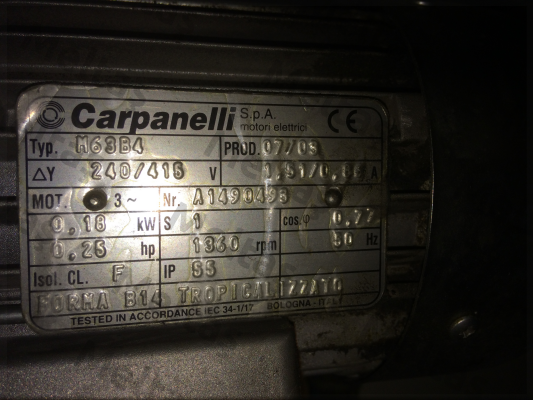 Carpanelli S.p.A. motori elettrici CE
Typ. M63B4 PROD. 07/08
ΔY 240/415 V A
MOT. 3~ Nr. A1490493
0,18 kW S 1 cos.φ 0.77
0,25 hp 1360 rpm 50 Hz
Isol. CL. F IP 55
FORMA B14 TROPICAL
TESTED IN ACCORDANCE IEC 34-1/17 BOLOGNA - ITALY